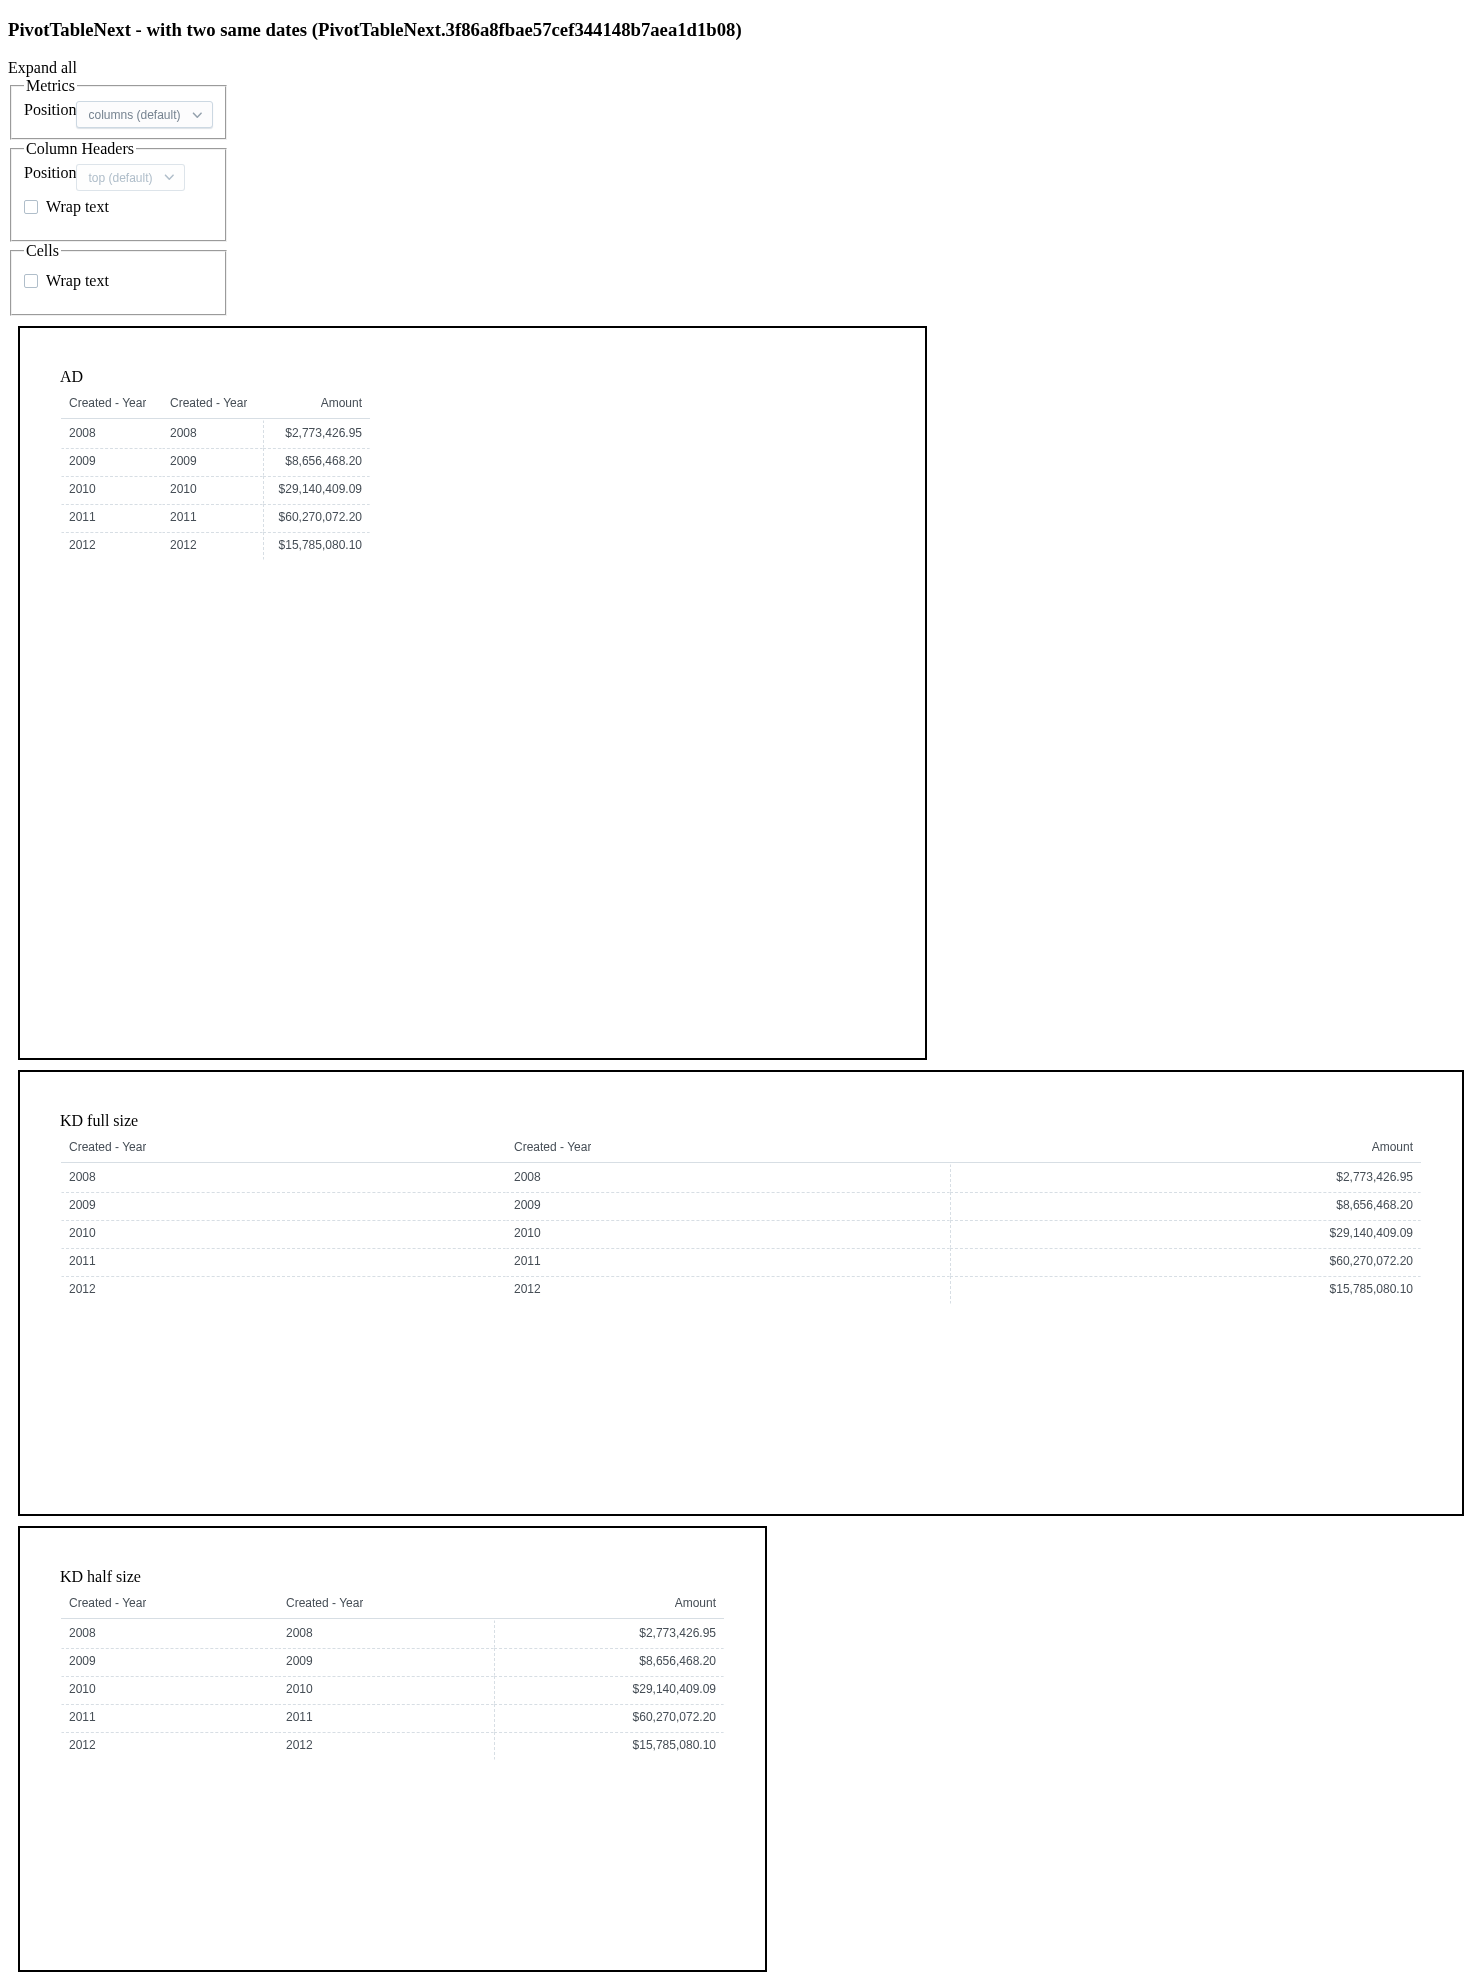 PivotTableNext - with two same dates (PivotTableNext.3f86a8fbae57cef344148b7aea1d1b08)
Expand all
Metrics
Position columns (default)
Column Headers
Position top (default)
Wrap text
Cells
Wrap text
AD
Created - Year Created - Year Amount
2008 2008 $2,773,426.95
2009 2009 $8,656,468.20
2010 2010 $29,140,409.09
2011 2011 $60,270,072.20
2012 2012 $15,785,080.10
KD full size
Created - Year Created - Year Amount
2008 2008 $2,773,426.95
2009 2009 $8,656,468.20
2010 2010 $29,140,409.09
2011 2011 $60,270,072.20
2012 2012 $15,785,080.10
KD half size
Created - Year Created - Year Amount
2008 2008 $2,773,426.95
2009 2009 $8,656,468.20
2010 2010 $29,140,409.09
2011 2011 $60,270,072.20
2012 2012 $15,785,080.10